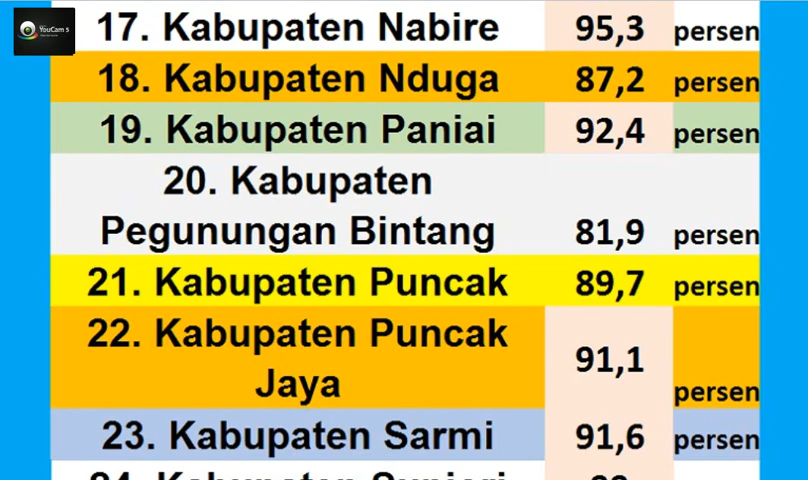 YouCam 5
17. Kabupaten Nabire 95,3 persen
18. Kabupaten Nduga 87,2 persen
19. Kabupaten Paniai 92,4 persen
20. Kabupaten
Pegunungan Bintang 81,9 persen
21. Kabupaten Puncak 89,7 persen
22. Kabupaten Puncak
Jaya 91,1 persen
23. Kabupaten Sarmi 91,6 persen
24. Kabupaten